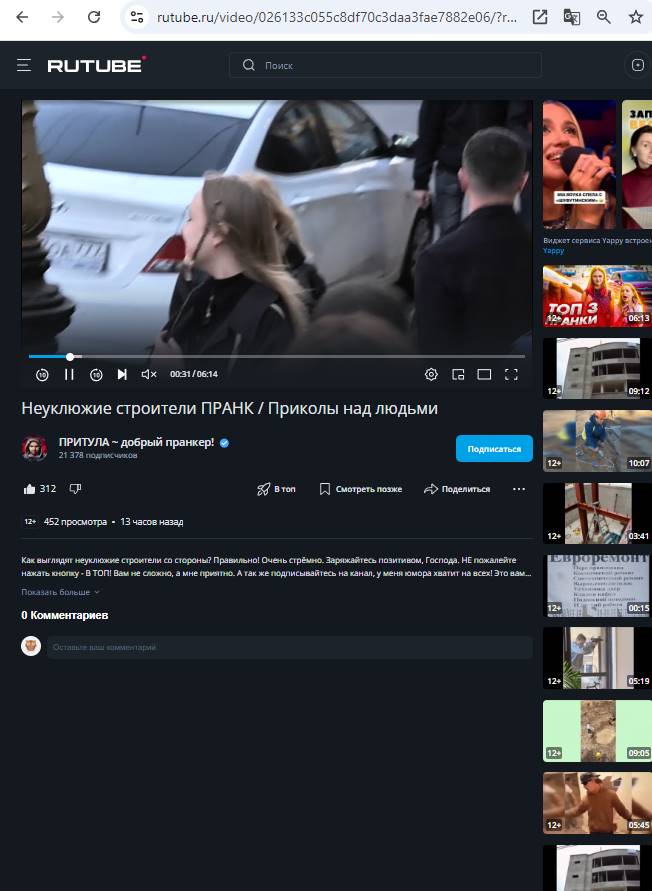 rutube.ru/video/026133c055c8df70c3daa3fae7882e06/?r...
RUTUBE
Поиск
00:31 / 06:14
Неуклюжие строители ПРАНК / Приколы над людьми
ПРИТУЛА ~ добрый пранкер!
21 378 подписчиков
Подписаться
312
В топ
Смотреть позже
Поделиться
12+ 452 просмотра • 13 часов назад
Как выглядят неуклюжие строители со стороны? Правильно! Очень стрёмно. Заряжайтесь позитивом, Господа. НЕ пожалейте
нажать кнопку - В ТОП! Вам не сложно, а мне приятно. А так же подписывайтесь на канал, у меня юмора хватит на всех! Это вам...
Показать больше
0 Комментариев
Оставьте ваш комментарий
«ШУФУТИНСКИМ»
ЗАП
Виджет сервиса Yappy встроен
Yappy
ТОП 3
12+ РАНКИ 06:13
12+ 09:12
12+ 10:07
12+ 03:41
Евроремонт
12+ 00:15
12+ 05:19
12+ 09:05
12+ 05:45